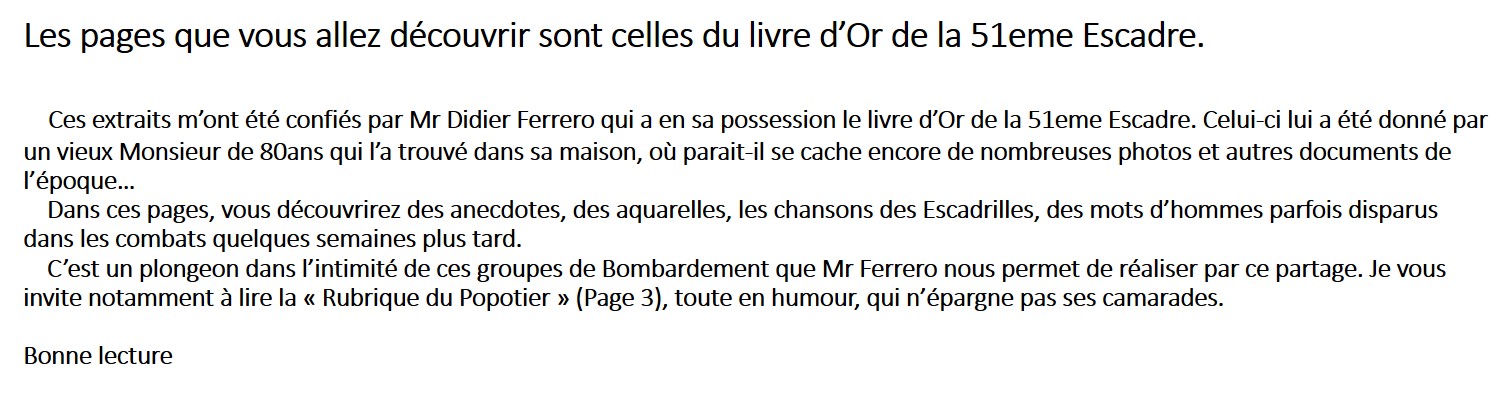 Les pages que vous allez découvrir sont celles du livre d’Or de la 51eme Escadre.
Ces extraits m’ont été confiés par Mr Didier Ferrero qui a en sa possession le livre d’Or de la 51eme Escadre. Celui-ci lui a été donné par
un vieux Monsieur de 80ans qui l’a trouvé dans sa maison, où parait-il se cache encore de nombreuses photos et autres documents de
l’époque…
Dans ces pages, vous découvrirez des anecdotes, des aquarelles, les chansons des Escadrilles, des mots d’hommes parfois disparus
dans les combats quelques semaines plus tard.
C’est un plongeon dans l’intimité de ces groupes de Bombardement que Mr Ferrero nous permet de réaliser par ce partage. Je vous
invite notamment à lire la « Rubrique du Popotier » (Page 3), toute en humour, qui n’épargne pas ses camarades.
Bonne lecture